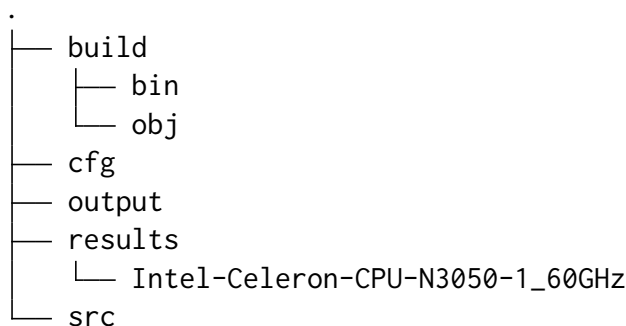 .
├── build
│   ├── bin
│   └── obj
├── cfg
├── output
├── results
│   └── Intel-Celeron-CPU-N3050-1_60GHz
└── src